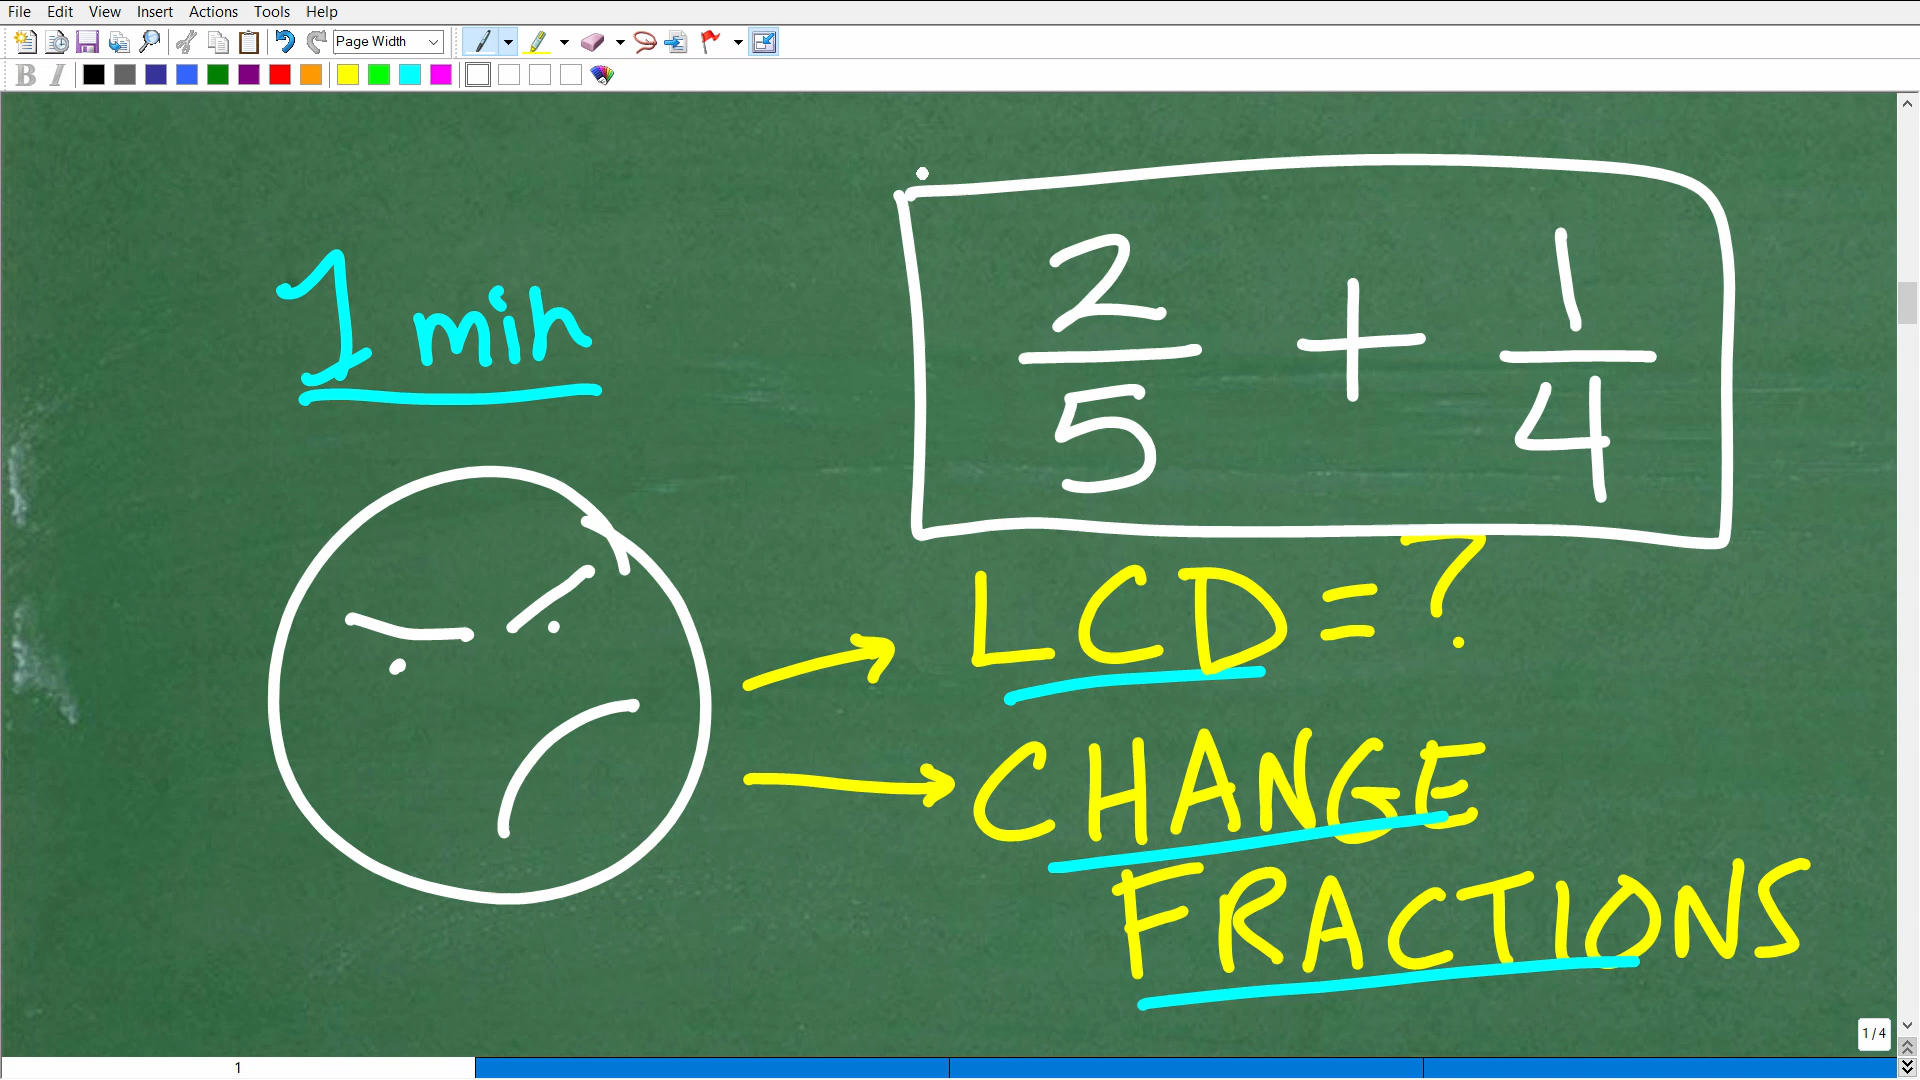 File Edit View Insert Actions Tools Help
Page Width
B I
1 min
2/5 + 1/4
LCD = ?
CHANGE
FRACTIONS
1 / 4
1